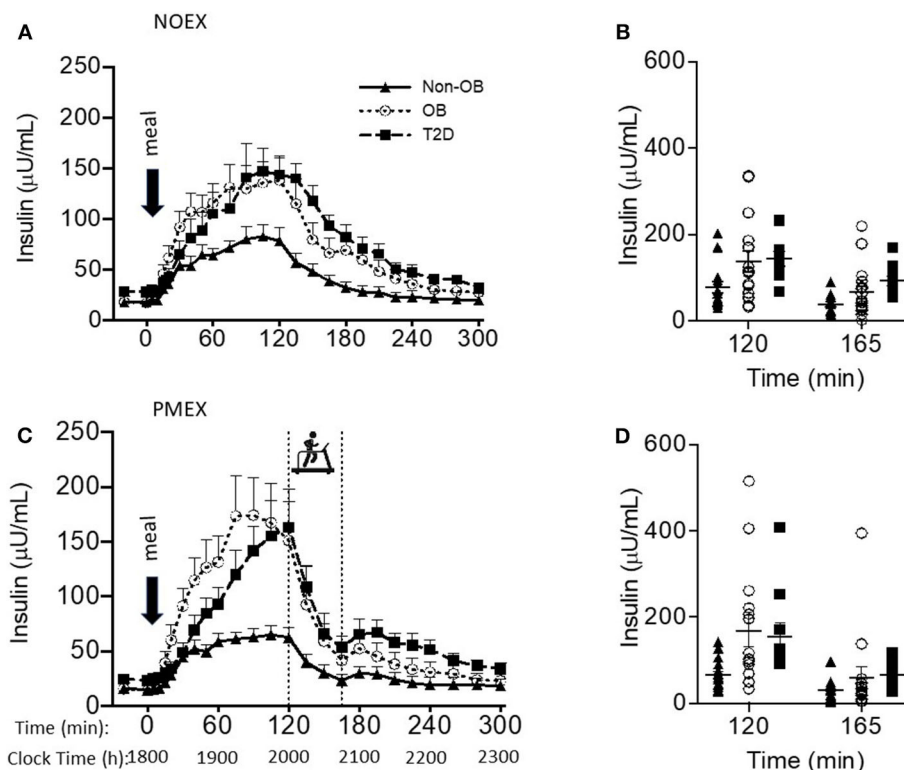 NOEX
A
Insulin (µU/mL)
250
200
150
100
50
0
meal
Non-OB
OB
T2D
0 60 120 180 240 300
B
Insulin (µU/mL)
600
400
200
0
120 165
Time (min)
PMEX
C
Insulin (µU/mL)
250
200
150
100
50
0
meal
Time (min): 0 60 120 180 240 300
Clock Time (h):1800 1900 2000 2100 2200 2300
D
Insulin (µU/mL)
600
400
200
0
120 165
Time (min)